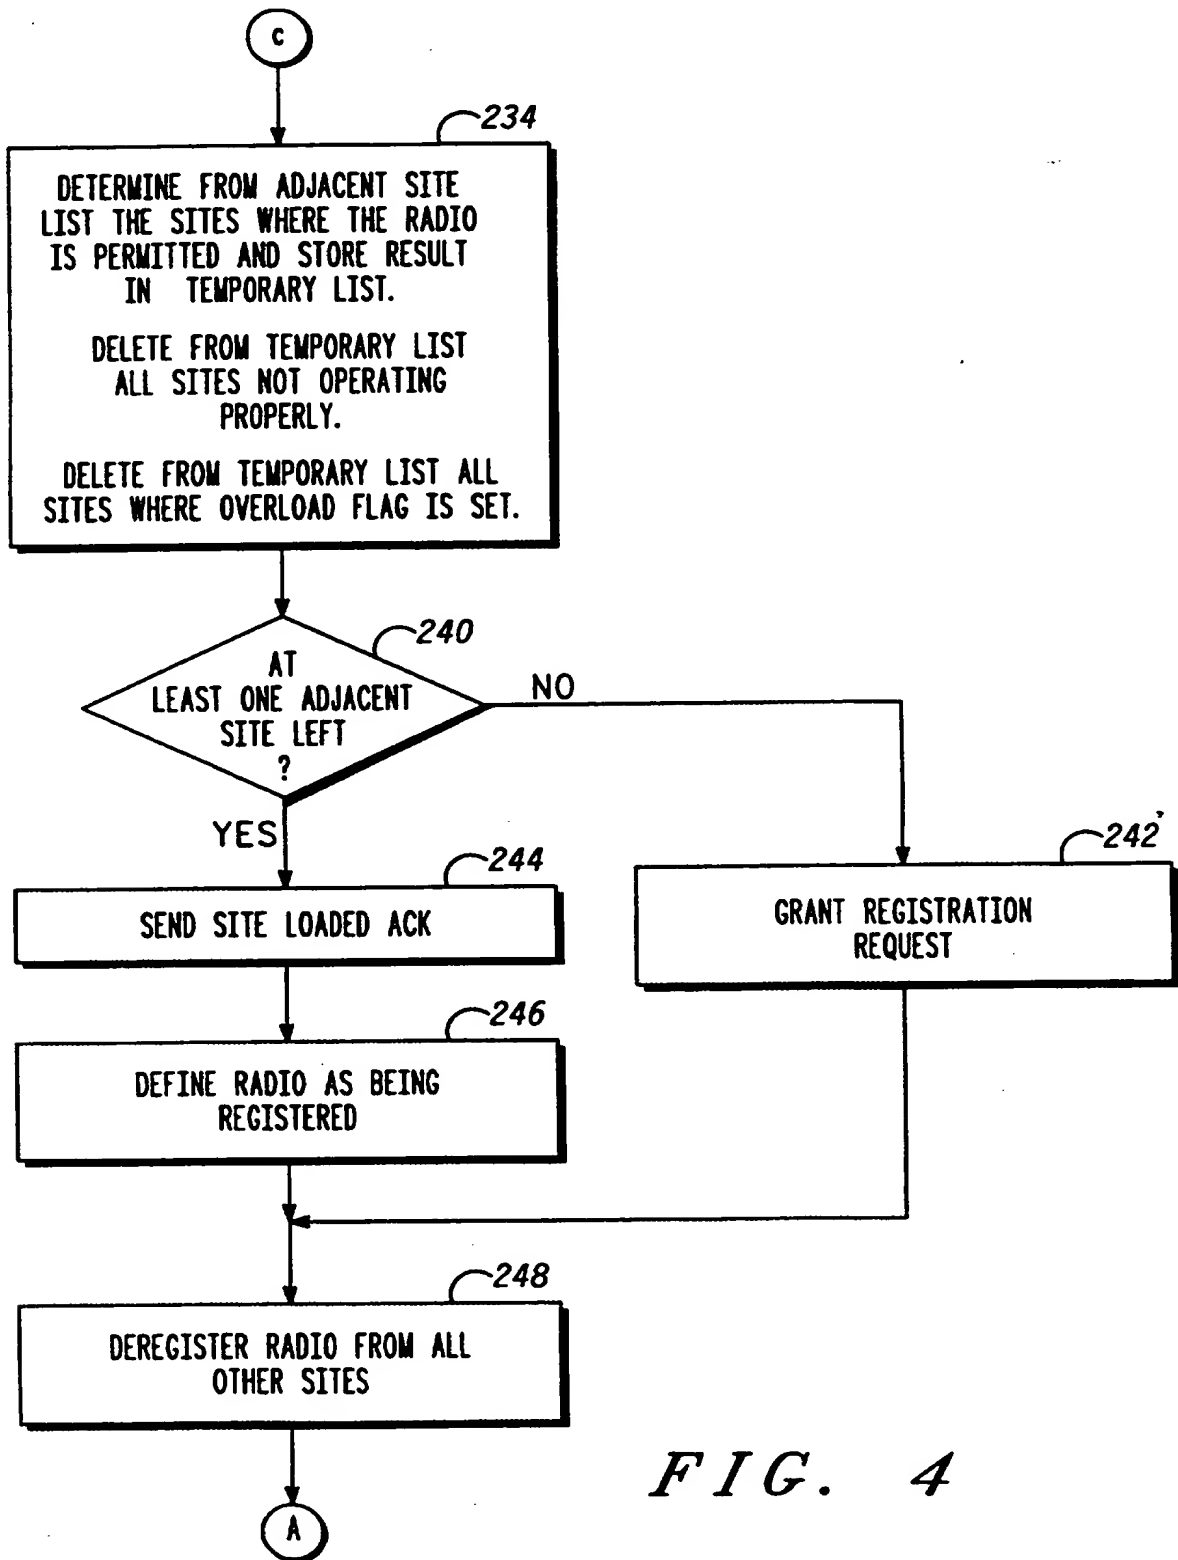 C
234
DETERMINE FROM ADJACENT SITE
LIST THE SITES WHERE THE RADIO
IS PERMITTED AND STORE RESULT
IN TEMPORARY LIST.
DELETE FROM TEMPORARY LIST
ALL SITES NOT OPERATING
PROPERLY.
DELETE FROM TEMPORARY LIST ALL
SITES WHERE OVERLOAD FLAG IS SET.
240
AT
LEAST ONE ADJACENT
SITE LEFT
?
NO
YES
242
GRANT REGISTRATION
REQUEST
244
SEND SITE LOADED ACK
246
DEFINE RADIO AS BEING
REGISTERED
248
DEREGISTER RADIO FROM ALL
OTHER SITES
A
FIG. 4